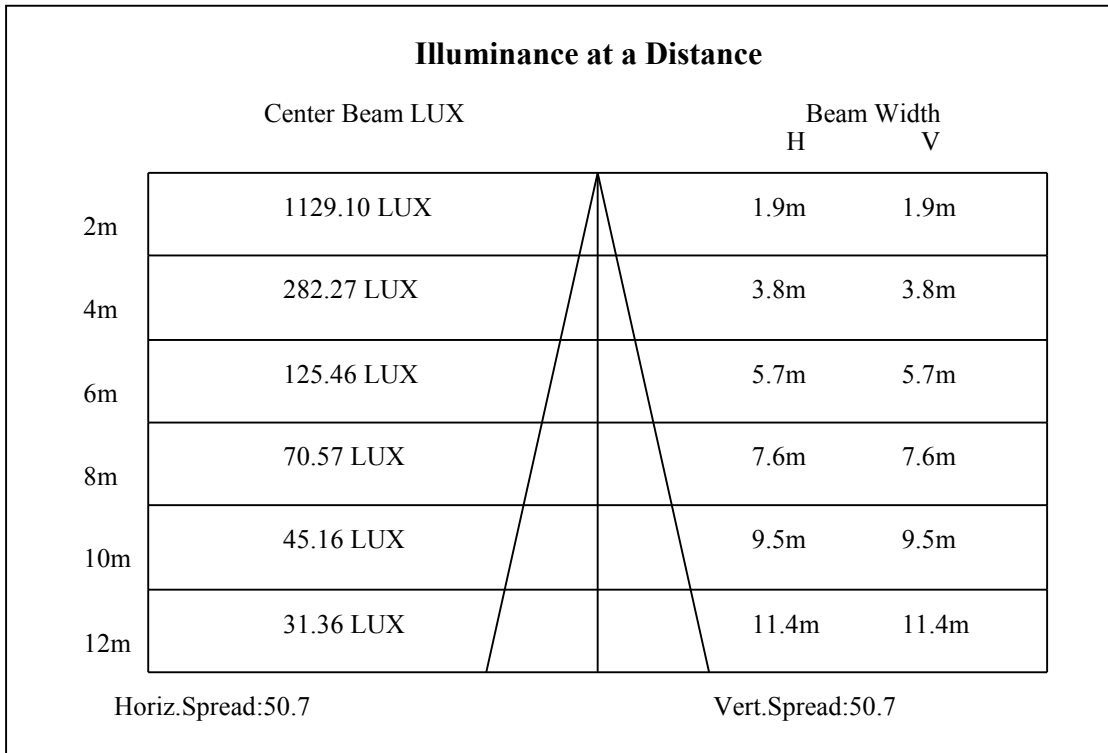 Illuminance at a Distance
Center Beam LUX Beam Width
H V
2m 1129.10 LUX 1.9m 1.9m
4m 282.27 LUX 3.8m 3.8m
6m 125.46 LUX 5.7m 5.7m
8m 70.57 LUX 7.6m 7.6m
10m 45.16 LUX 9.5m 9.5m
12m 31.36 LUX 11.4m 11.4m
Horiz.Spread:50.7 Vert.Spread:50.7